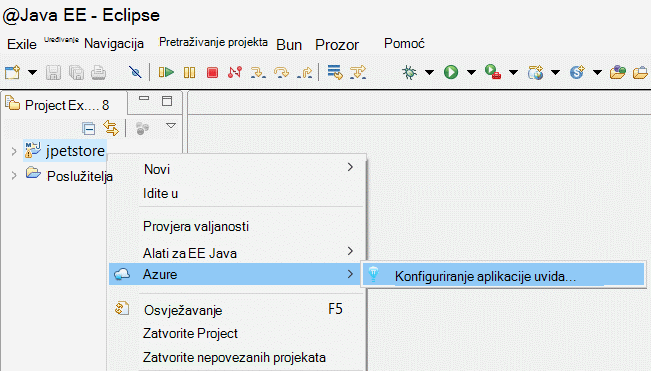 @Java EE - Eclipse
Exile Uređivanje Navigacija Pretraživanje projekta Bun Prozor Pomoć
Project Ex.... 8
jpetstore
Poslužitelja
Novi
Idite u
Provjera valjanosti
Alati za EE Java
Azure
Konfiguriranje aplikacije uvida...
Osvježavanje F5
Zatvorite Project
Zatvorite nepovezanih projekata